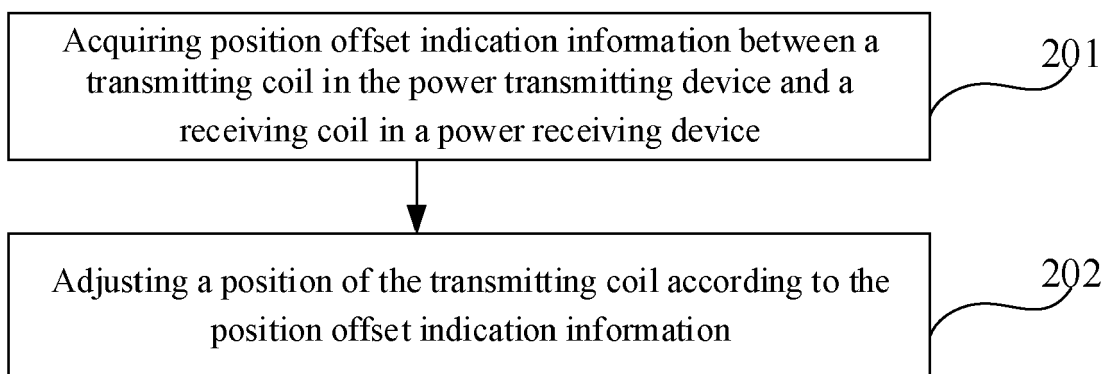 Acquiring position offset indication information between a
transmitting coil in the power transmitting device and a
receiving coil in a power receiving device
201
Adjusting a position of the transmitting coil according to the
position offset indication information
202